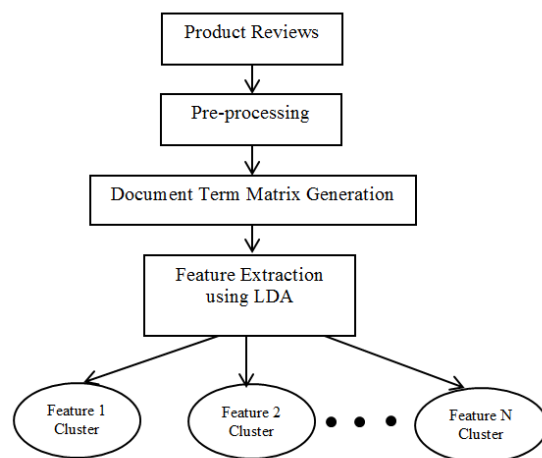 Product Reviews
Pre-processing
Document Term Matrix Generation
Feature Extraction
using LDA
Feature 1
Cluster
Feature 2
Cluster
Feature N
Cluster